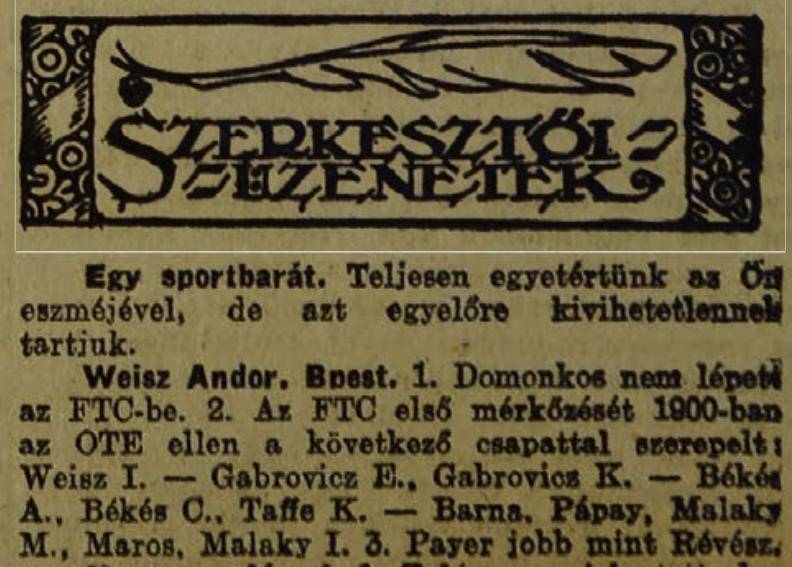 SZERKESZTŐI
ÜZENETEK
Egy sportbarát. Teljesen egyetértünk az Ön
eszméjével, de azt egyelőre kivihetetlennek
tartjuk.
Weisz Andor. Bpest. 1. Domonkos nem lépett
az FTC-be. 2. Az FTC első mérkőzését 1900-ban
az OTE ellen a következő csapattal szerepelt:
Weisz I. — Gabrovicz E., Gabrovics K. — Békés
A., Békés C., Taffe K. — Barna, Pápay, Malaky
M., Maros, Malaky I. 3. Payer jobb mint Révész.